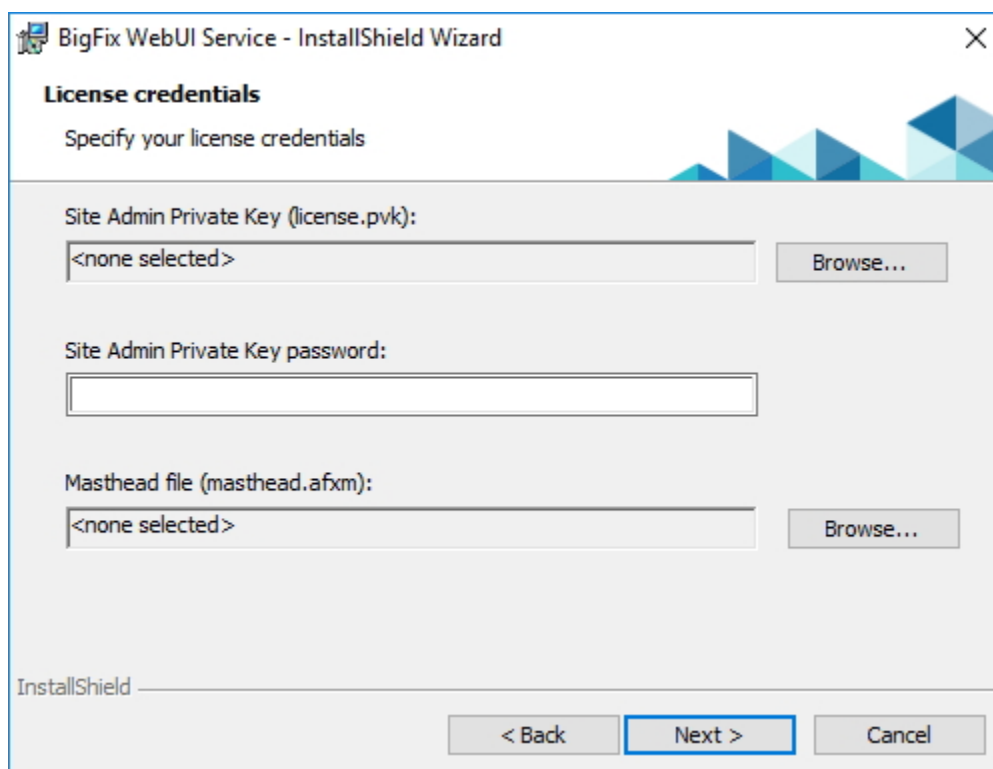 BigFix WebUI Service - InstallShield Wizard
License credentials
Specify your license credentials
Site Admin Private Key (license.pvk):
<none selected>
Browse...
Site Admin Private Key password:
Masthead file (masthead.afxm):
<none selected>
Browse...
InstallShield
< Back
Next >
Cancel